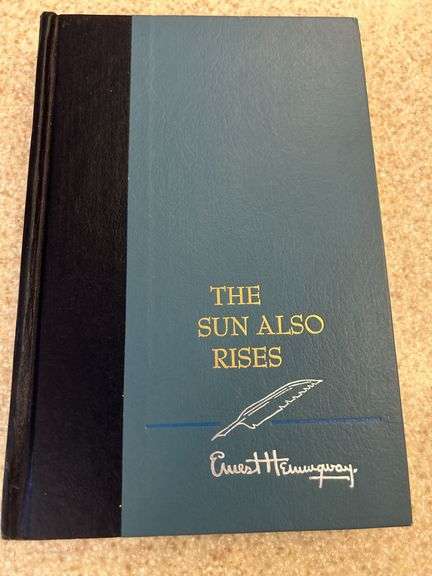 THE
SUN ALSO
RISES
Ernest Hemingway.